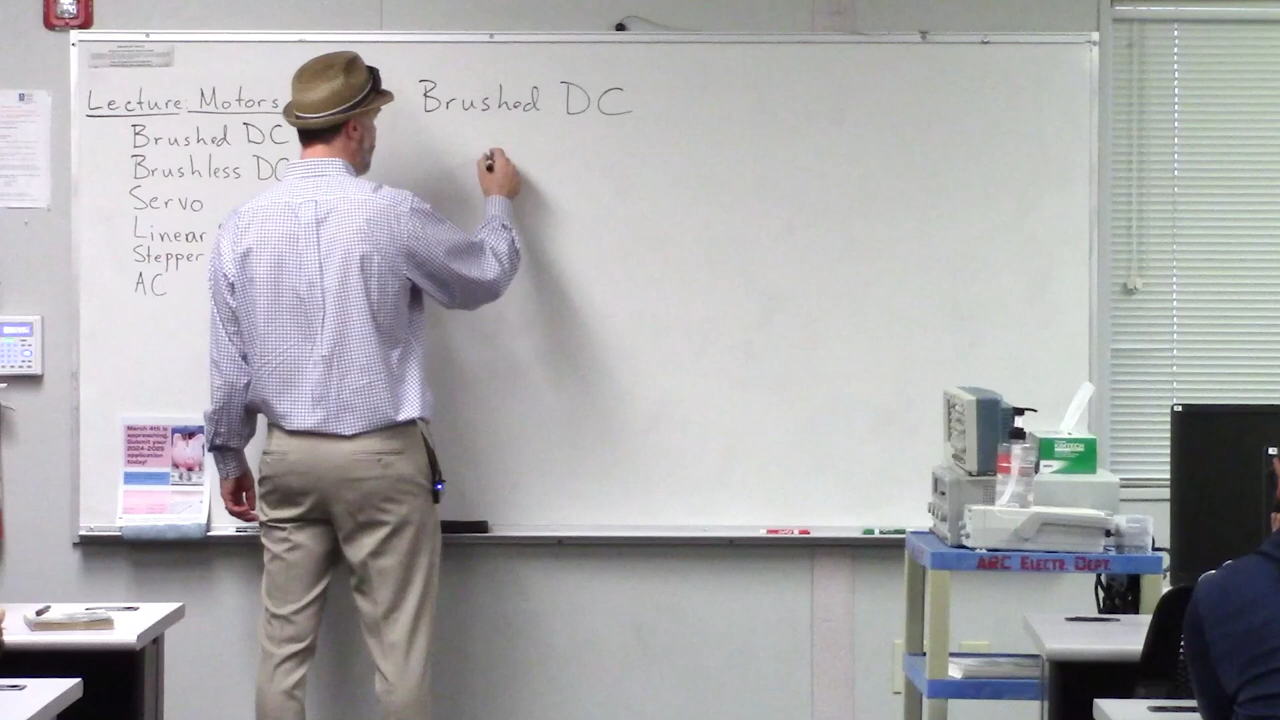 Lecture: Motors
Brushed DC
Brushless DC
Servo
Linear
Stepper
AC
Brushed DC
March 4th is
approaching.
Submit your
2024-2025
application
today!
KIMTECH
ARC ELECTR. DEPT.